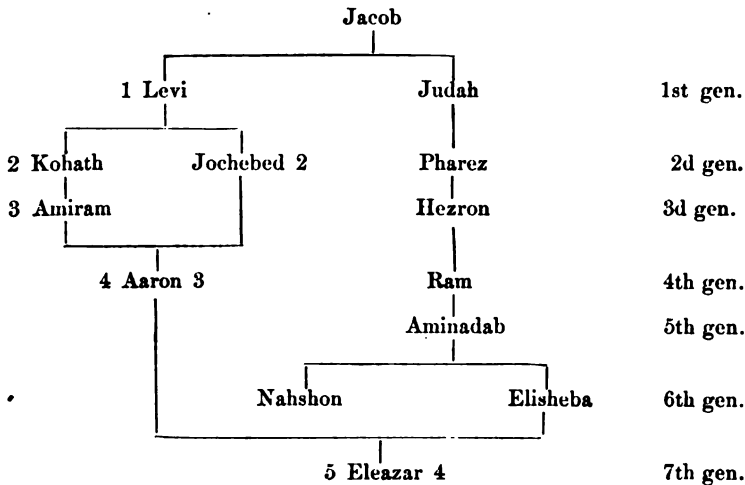 Jacob
1 Levi Judah 1st gen.
2 Kohath Jochebed 2 Pharez 2d gen.
3 Amiram Hezron 3d gen.
4 Aaron 3 Ram 4th gen.
Aminadab 5th gen.
Nahshon Elisheba 6th gen.
5 Eleazar 4 7th gen.